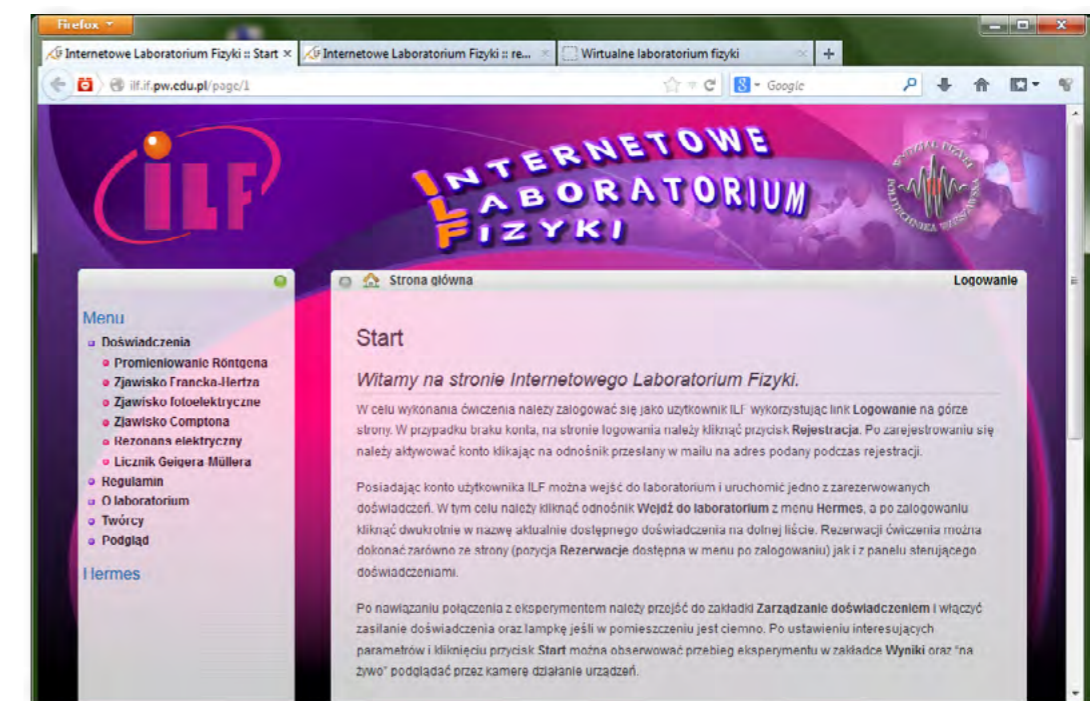 Firefox
Internetowe Laboratorium Fizyki :: Start ×
Internetowe Laboratorium Fizyki :: re... ×
Wirtualne laboratorium fizyki ×
ilf.if.pw.edu.pl/page/1
Google
iLF
INTERNETOWE
LABORATORIUM
FIZYKI
WYDZIAŁ FIZYKI
POLITECHNIKA WARSZAWSKA
Strona główna
Logowanie
Menu
Doświadczenia
Promieniowanie Röntgena
Zjawisko Francka-Hertza
Zjawisko fotoelektryczne
Zjawisko Comptona
Rezonans elektryczny
Licznik Geigera Müllera
Regulamin
O laboratorium
Twórcy
Podgląd
Hermes
Start
Witamy na stronie Internetowego Laboratorium Fizyki.
W celu wykonania ćwiczenia należy zalogować się jako użytkownik ILF wykorzystując link Logowanie na górze
strony. W przypadku braku konta, na stronie logowania należy kliknąć przycisk Rejestracja. Po zarejestrowaniu się
należy aktywować konto klikając na odnośnik przesłany w mailu na adres podany podczas rejestracji.
Posiadając konto użytkownika ILF można wejść do laboratorium i uruchomić jedno z zarezerwowanych
doświadczeń. W tym celu należy kliknąć odnośnik Wejdź do laboratorium z menu Hermes, a po zalogowaniu
kliknąć dwukrotnie w nazwę aktualnie dostępnego doświadczenia na dolnej liście. Rezerwacji ćwiczenia można
dokonać zarówno ze strony (pozycja Rezerwacje dostępna w menu po zalogowaniu) jak i z panelu sterującego
doświadczeniami.
Po nawiązaniu połączenia z eksperymentem należy przejść do zakładki Zarządzanie doświadczeniem i włączyć
zasilanie doświadczenia oraz lampkę jeśli w pomieszczeniu jest ciemno. Po ustawieniu interesujących
parametrów i kliknięciu przycisk Start można obserwować przebieg eksperymentu w zakładce Wyniki oraz "na
żywo" podglądać przez kamerę działanie urządzeń.